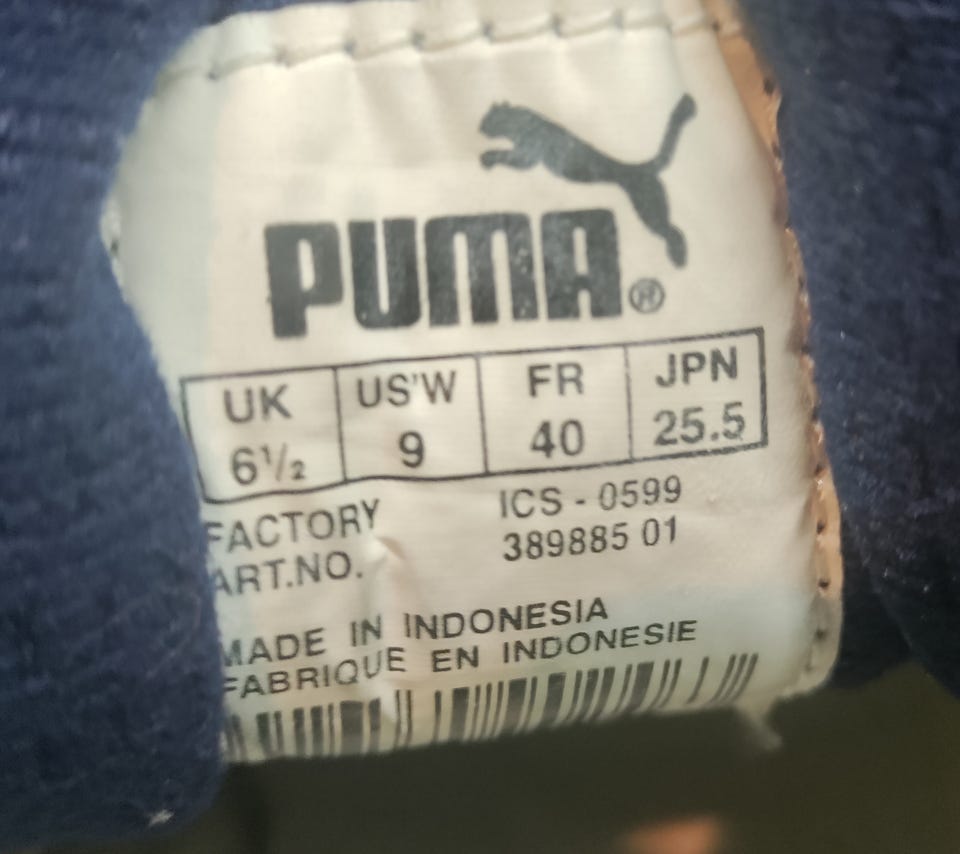 PUMA®
UK US'W FR JPN
6½ 9 40 25.5
FACTORY ICS - 0599
ART.NO. 389885 01
MADE IN INDONESIA
FABRIQUE EN INDONESIE